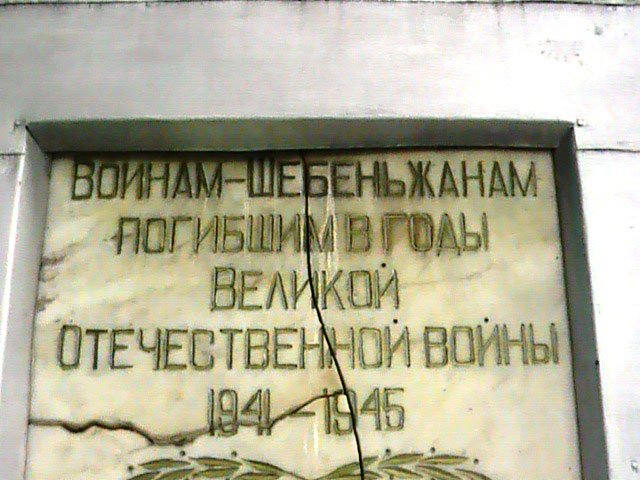 ВОИНАМ-ШЕБЕНЬЖАНАМ
ПОГИБШИМ В ГОДЫ
ВЕЛИКОЙ
ОТЕЧЕСТВЕННОЙ ВОЙНЫ
1941-1945